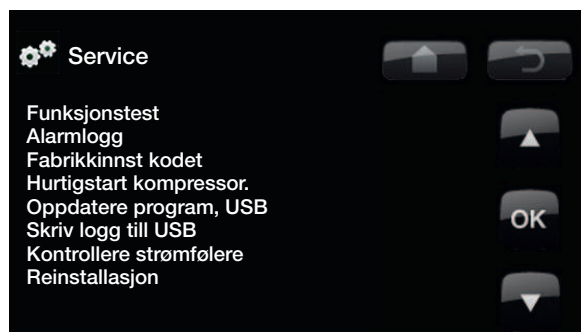 Service
Funksjonstest
Alarmlogg
Fabrikkinnst kodet
Hurtigstart kompressor.
Oppdatere program, USB
Skriv logg till USB
Kontrollere strømfølere
Reinstallasjon
OK